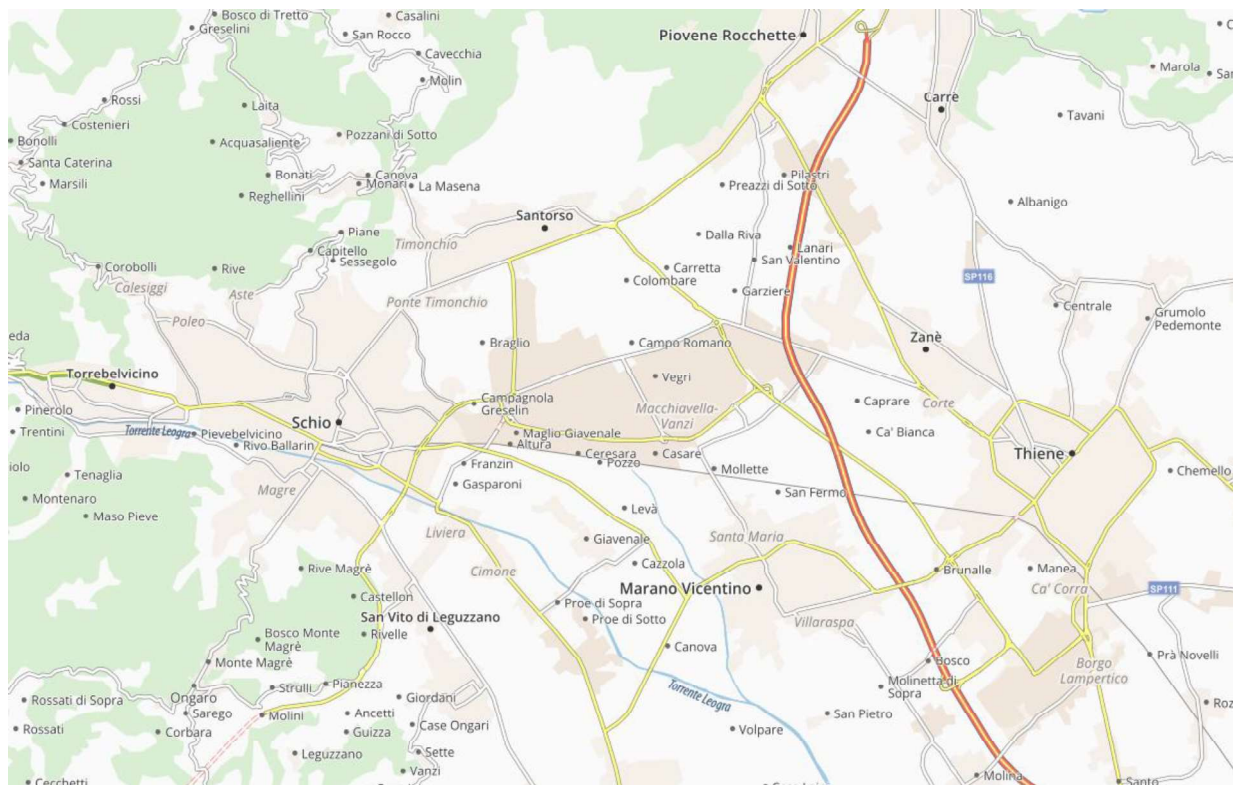 Bosco di Tretto
Casalini
Greselini
San Rocco
Piovene Rocchette
Cavecchia
Marola
Molin
Rossi
Laita
Carrè
Tavani
Costenieri
Pozzani di Sotto
Bonolli
Acquasaliente
Santa Caterina
Bonati
Canova
Pilastri
Marsili
Monari
La Masena
Preazzi di Sotto
Reghellini
Albanigo
Santorso
Piane
Dalla Riva
Timonchio
Capitello
Lanari
Sessegolo
San Valentino
Corobolli
Rive
Carretta
SP116
Calesiggi
Colombare
Aste
Garziere
Ponte Timonchio
Centrale
Poleo
Grumolo
Pedemonte
Braglio
Campo Romano
Zanè
Torrebelvicino
Vegri
Campagnola
Greselin
Caprare
Corte
Pinerolo
Macchiavella-
Vanzi
Schio
Trentini
Torrente Leogra
Pievebelvicino
Maglio Giavenale
Ca' Bianca
Rivo Ballarin
Altura
Ceresara
Casare
Thiene
Franzin
Pozzo
Mollette
Chemello
Tenaglia
Gasparoni
Magre
San Fermo
Montenaro
Levà
Maso Pieve
Liviera
Giavenale
Santa Maria
Cazzola
Rive Magrè
Cimone
Brunalle
Manea
Marano Vicentino
Ca' Corra
SP111
Castellon
Proe di Sopra
San Vito di Leguzzano
Proe di Sotto
Villaraspa
Rivelle
Bosco Monte
Magrè
Canova
Prà Novelli
Monte Magrè
Bosco
Borgo
Lampertico
Ongaro
Strulli
Pianezza
Torrente Leogra
Molinetta di
Sopra
Rossati di Sopra
Giordani
Sarego
Molini
Ancetti
San Pietro
Rossati
Corbara
Guizza
Case Ongari
Volpare
Leguzzano
Sette
Vanzi
Cecchetti
Molina
Santo